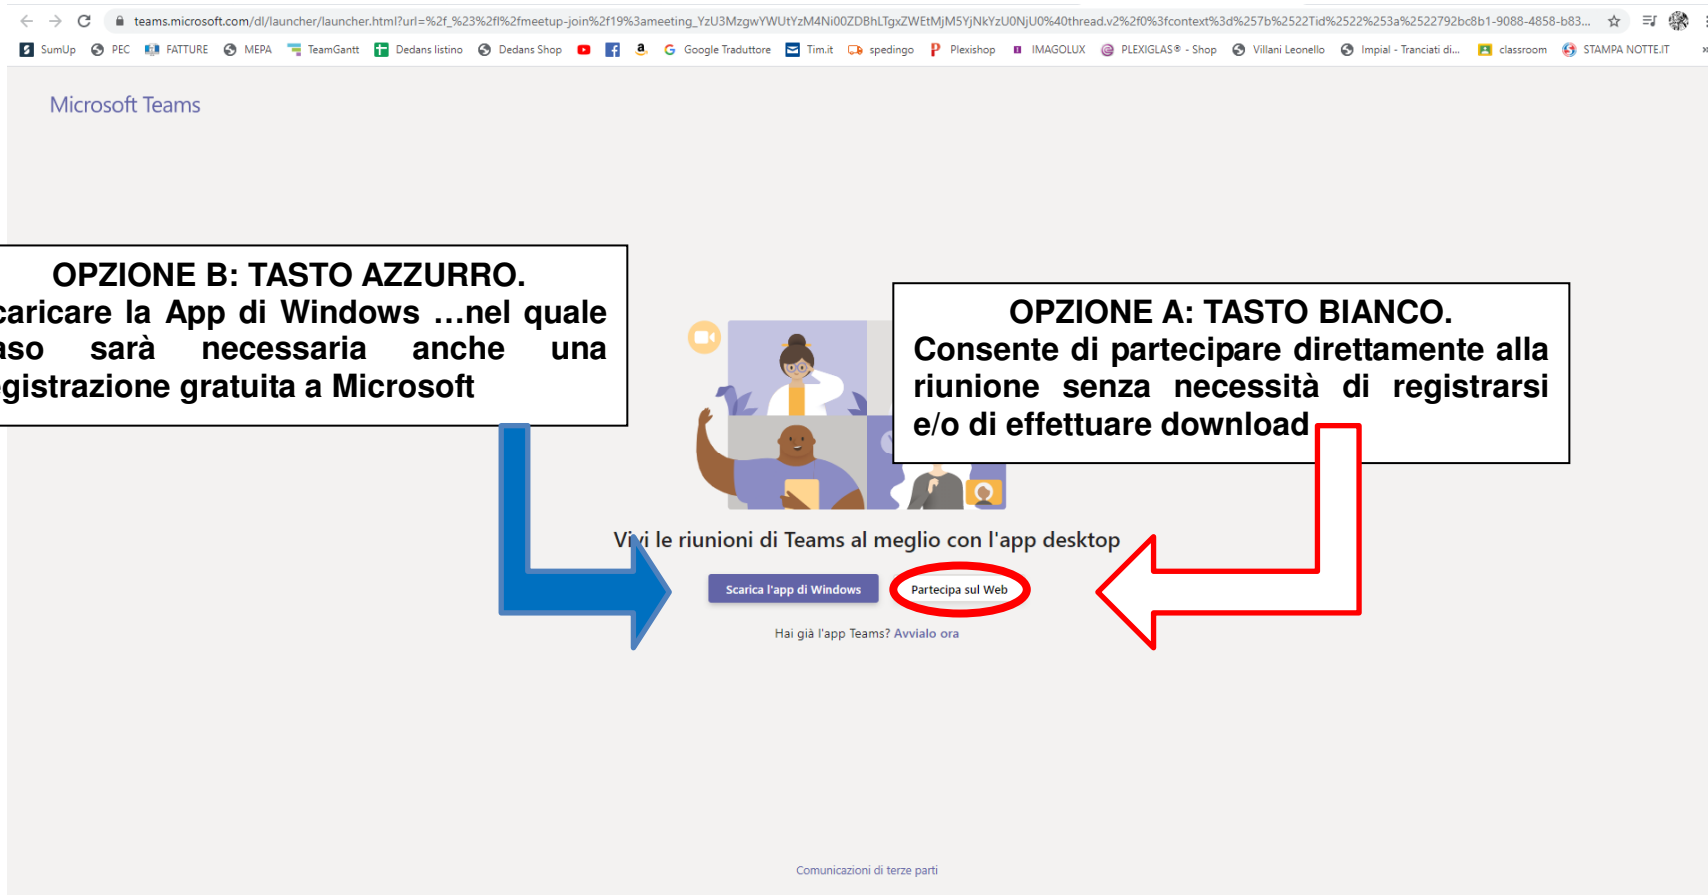 teams.microsoft.com/dl/launcher/launcher.html?url=%2f_%23%2fl%2fmeetup-join%2f19%3ameeting_YzU3MzgwYWUtYzM4Ni00ZDBhLTgxZWEtMjM5YjNkYzU0NjU0%40thread.v2%2f0%3fcontext%3d%257b%2522Tid%2522%253a%2522792bc8b1-9088-4858-b83...
SumUp PEC FATTURE MEPA TeamGantt Dedans listino Dedans Shop Google Traduttore Tim.it spedingo Plexishop IMAGOLUX PLEXIGLAS® - Shop Villani Leonello Impial - Tranciati di... classroom STAMPA NOTTE.IT »
Microsoft Teams
OPZIONE B: TASTO AZZURRO.
caricare la App di Windows ...nel quale
aso sarà necessaria anche una
egistrazione gratuita a Microsoft
OPZIONE A: TASTO BIANCO.
Consente di partecipare direttamente alla
riunione senza necessità di registrarsi
e/o di effettuare download
Vivi le riunioni di Teams al meglio con l'app desktop
Scarica l'app di Windows Partecipa sul Web
Hai già l'app Teams? Avvialo ora
Comunicazioni di terze parti